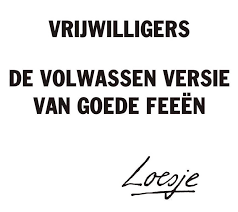 VRIJWILLIGERS
DE VOLWASSEN VERSIE
VAN GOEDE FEEËN
Loesje